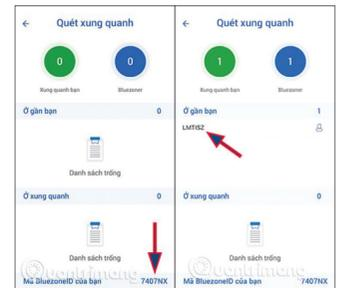 ← Quét xung quanh
0 0
Xung quanh bạn Bluezoner
Ở gần bạn 0
Danh sách trống
Ở xung quanh 0
Danh sách trống
Mã BluezoneID của bạn 7407NX
← Quét xung quanh
1 1
Xung quanh bạn Bluezoner
Ở gần bạn 1
LMTISZ
Ở xung quanh 0
Danh sách trống
Mã BluezoneID của bạn 7407NX
Quantrimang
Quantrimang